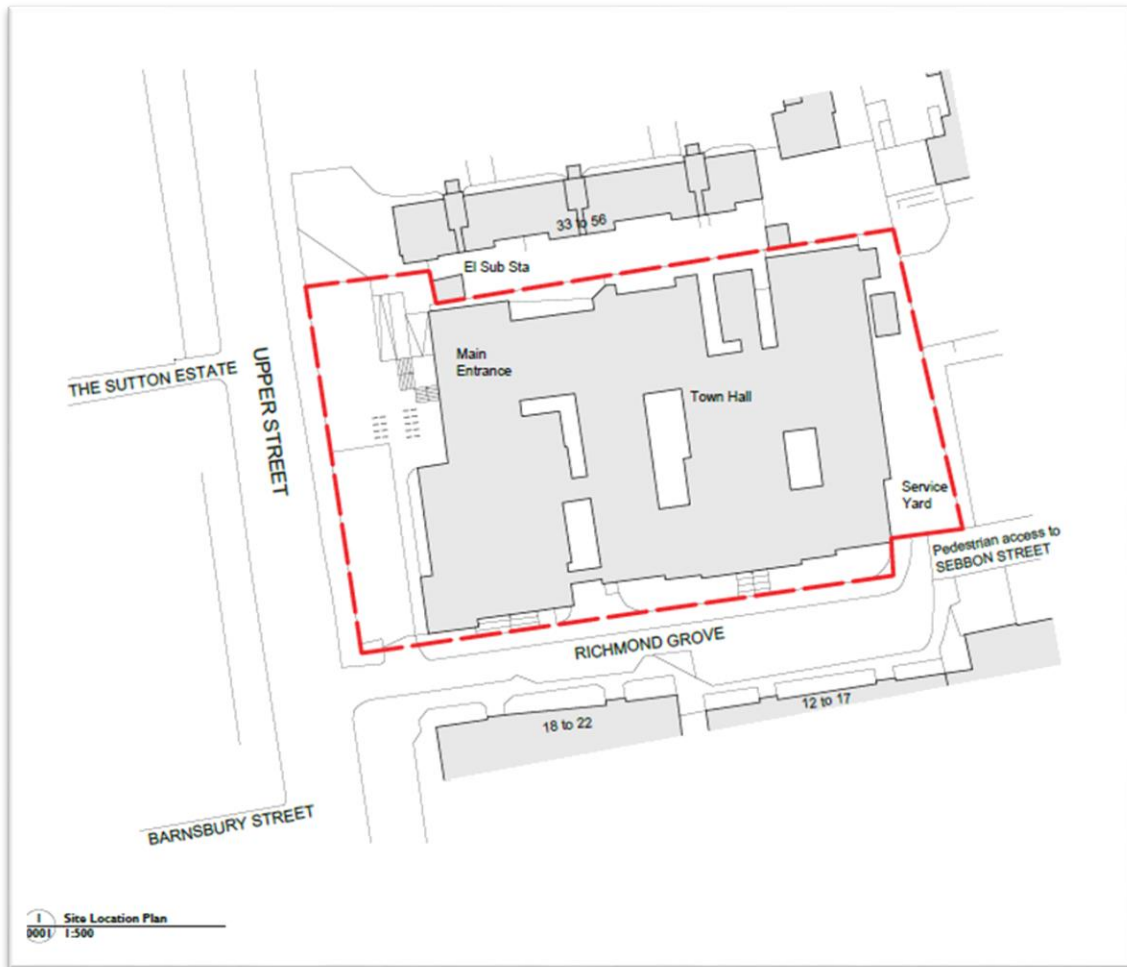 33 to 56
El Sub Sta
THE SUTTON ESTATE
UPPER STREET
Main
Entrance
Town Hall
Service
Yard
Pedestrian access to
SEBBON STREET
RICHMOND GROVE
12 to 17
18 to 22
BARNSBURY STREET
1 Site Location Plan
0001 1:500